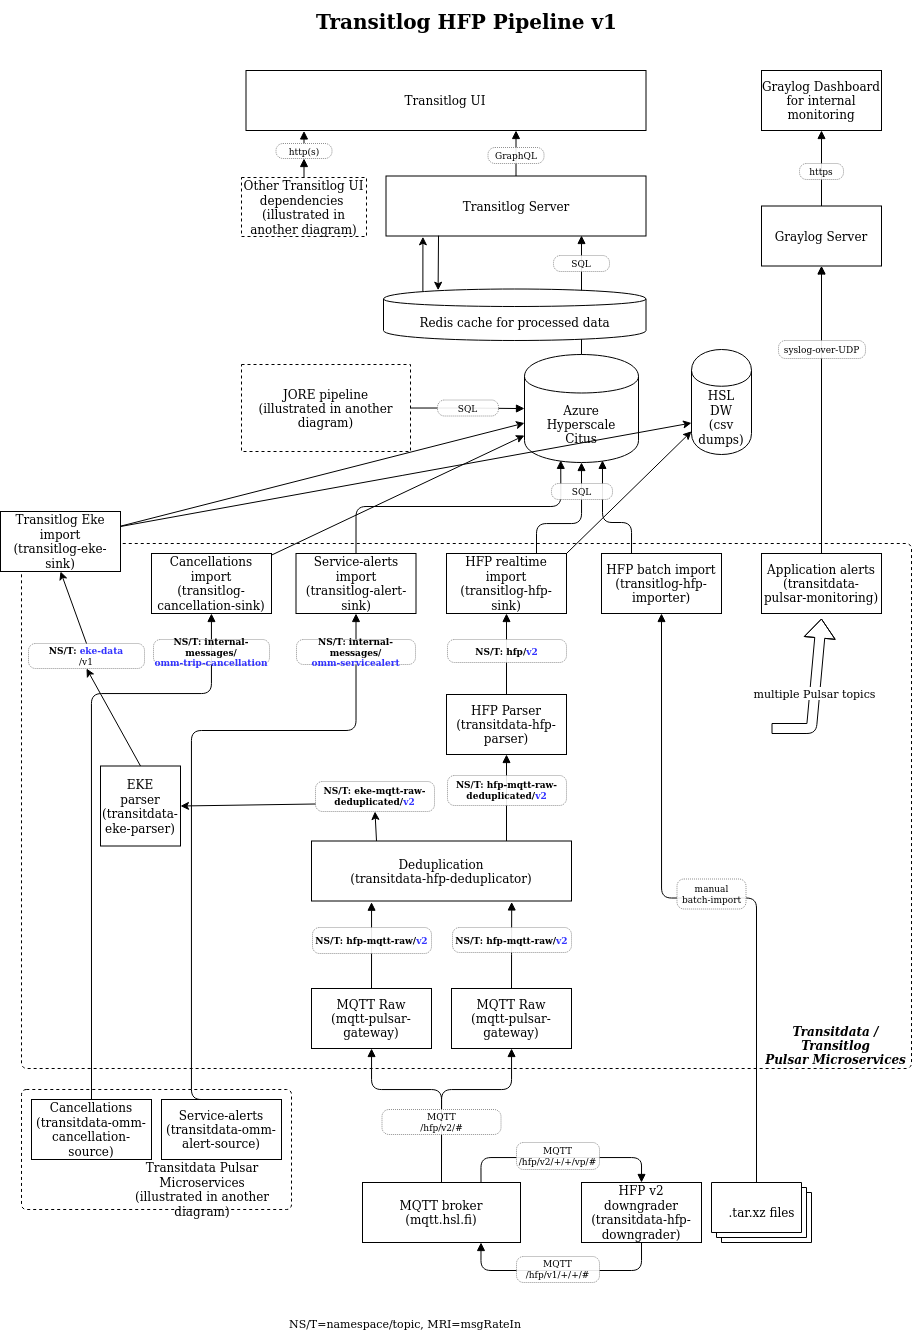 Transitlog HFP Pipeline v1
Transitlog UI
Graylog Dashboard
for internal
monitoring
http(s)
GraphQL
https
Other Transitlog UI
dependencies
(illustrated in
another diagram)
Transitlog Server
Graylog Server
SQL
Redis cache for processed data
syslog-over-UDP
JORE pipeline
(illustrated in another
diagram)
SQL
Azure
Hyperscale
Citus
HSL
DW
(csv
dumps)
SQL
Transitlog Eke
import
(transitlog-eke-
sink)
Cancellations
import
(transitlog-
cancellation-sink)
Service-alerts
import
(transitlog-alert-
sink)
HFP realtime
import
(transitlog-hfp-
sink)
HFP batch import
(transitlog-hfp-
importer)
Application alerts
(transitdata-
pulsar-monitoring)
NS/T: eke-data
/v1
NS/T: internal-
messages/
omm-trip-cancellation
NS/T: internal-
messages/
omm-servicealert
NS/T: hfp/v2
multiple Pulsar topics
HFP Parser
(transitdata-hfp-
parser)
EKE
parser
(transitdata-
eke-parser)
NS/T: eke-mqtt-raw-
deduplicated/v2
NS/T: hfp-mqtt-raw-
deduplicated/v2
Deduplication
(transitdata-hfp-deduplicator)
manual
batch-import
NS/T: hfp-mqtt-raw/v2
NS/T: hfp-mqtt-raw/v2
MQTT Raw
(mqtt-pulsar-
gateway)
MQTT Raw
(mqtt-pulsar-
gateway)
Transitdata /
Transitlog
Pulsar Microservices
Cancellations
(transitdata-omm-
cancellation-
source)
Service-alerts
(transitdata-omm-
alert-source)
Transitdata Pulsar
Microservices
(illustrated in another
diagram)
MQTT
/hfp/v2/#
MQTT
/hfp/v2/+/+/vp/#
MQTT broker
(mqtt.hsl.fi)
HFP v2
downgrader
(transitdata-hfp-
downgrader)
.tar.xz files
MQTT
/hfp/v1/+/+/#
NS/T=namespace/topic, MRI=msgRateIn